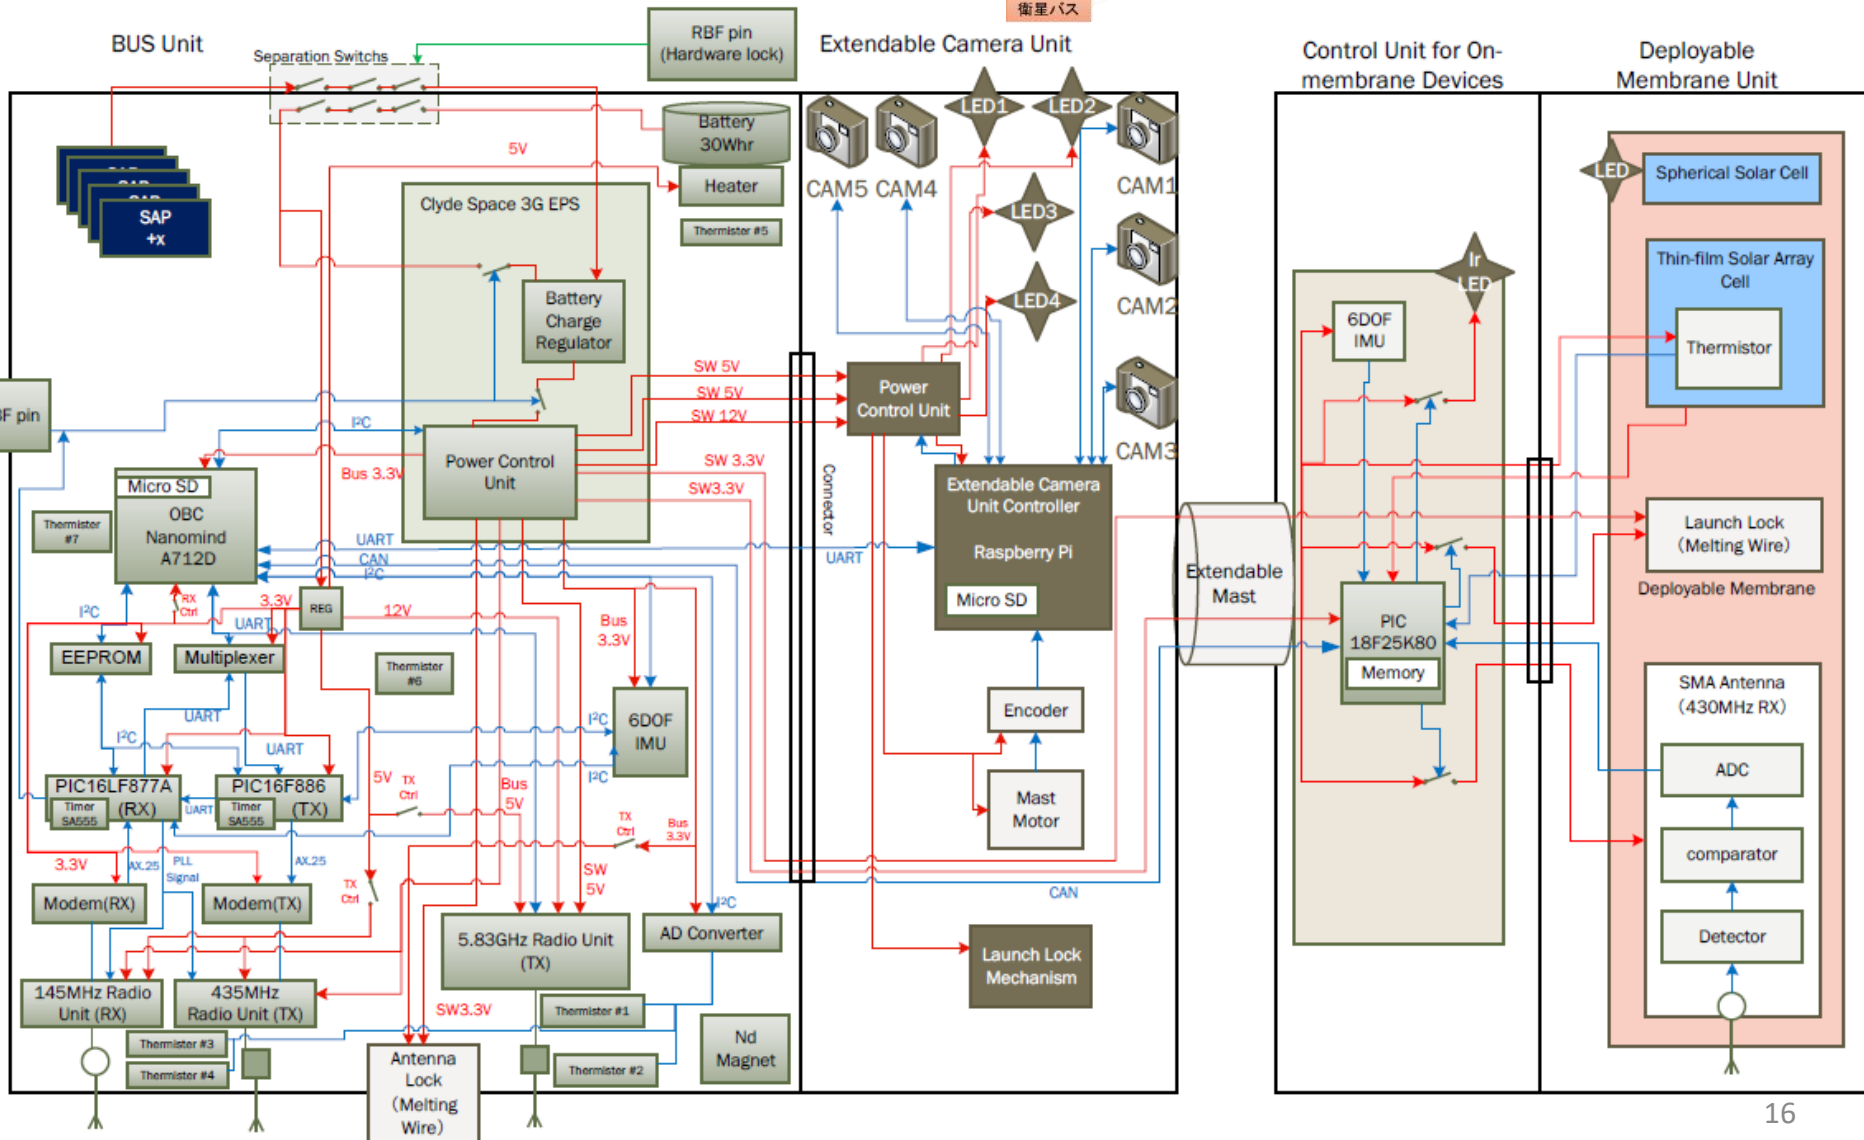 衛星バス
BUS Unit
Separation Switchs
RBF pin
(Hardware lock)
Extendable Camera Unit
Control Unit for On-
membrane Devices
Deployable
Membrane Unit
Battery
30Whr
5V
Heater
Thermister #5
SAP
+x
Clyde Space 3G EPS
Battery
Charge
Regulator
Power Control
Unit
F pin
I²C
Bus 3.3V
Micro SD
OBC
Nanomind
A712D
Thermister
#7
UART
CAN
I²C
SW 5V
SW 5V
SW 12V
SW 3.3V
SW3.3V
Connector
UART
I²C
RX
Ctrl
3.3V
REG
12V
UART
EEPROM
Multiplexer
Thermister
#6
Bus
3.3V
6DOF
IMU
I²C
I²C
UART
I²C
UART
PIC16LF877A
(RX)
Timer
SA555
UART
PIC16F886
(TX)
Timer
SA555
5V
TX
Ctrl
Bus
5V
TX
Ctrl
Bus
3.3V
3.3V
AX.25
PLL
Signal
AX.25
TX
Ctrl
SW
5V
I²C
Modem(RX)
Modem(TX)
5.83GHz Radio Unit
(TX)
AD Converter
145MHz Radio
Unit (RX)
435MHz
Radio Unit (TX)
SW3.3V
Thermister #1
Thermister #2
Thermister #3
Thermister #4
Nd
Magnet
Antenna
Lock
(Melting
Wire)
CAM5
CAM4
LED1
LED2
LED3
LED4
CAM1
CAM2
CAM3
Power
Control Unit
Extendable Camera
Unit Controller
Raspberry Pi
Micro SD
Encoder
Mast
Motor
CAN
Launch Lock
Mechanism
Extendable
Mast
Ir
LED
6DOF
IMU
PIC
18F25K80
Memory
LED
Spherical Solar Cell
Thin-film Solar Array
Cell
Thermistor
Launch Lock
(Melting Wire)
Deployable Membrane
SMA Antenna
(430MHz RX)
ADC
comparator
Detector
16